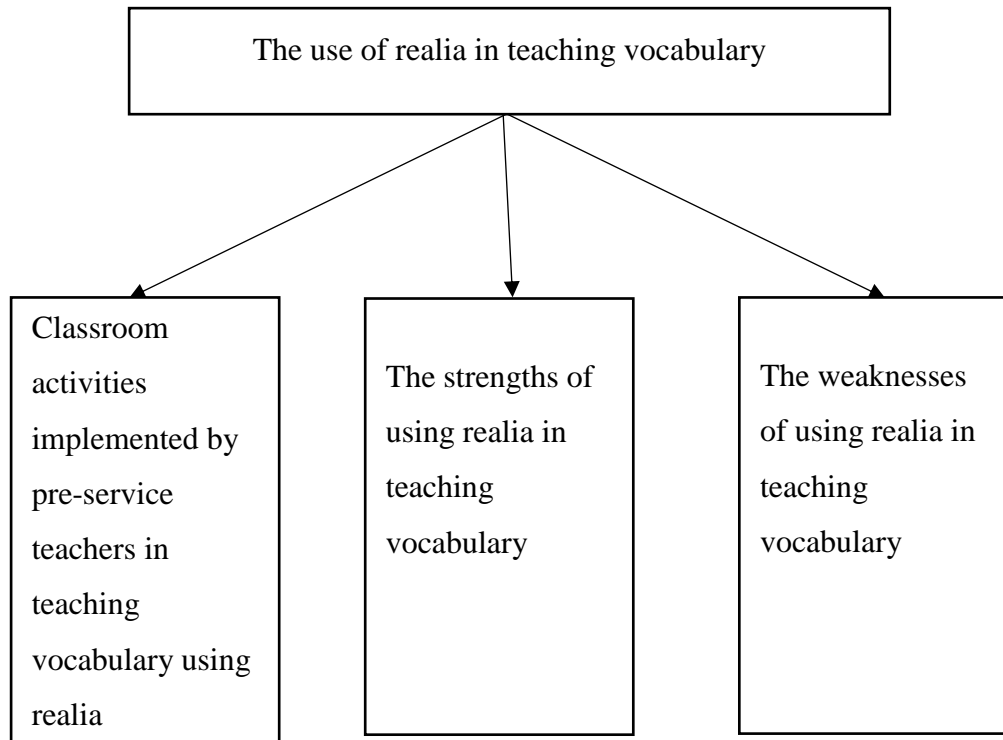 The use of realia in teaching vocabulary
Classroom
activities
implemented by
pre-service
teachers in
teaching
vocabulary using
realia
The strengths of
using realia in
teaching
vocabulary
The weaknesses
of using realia in
teaching
vocabulary